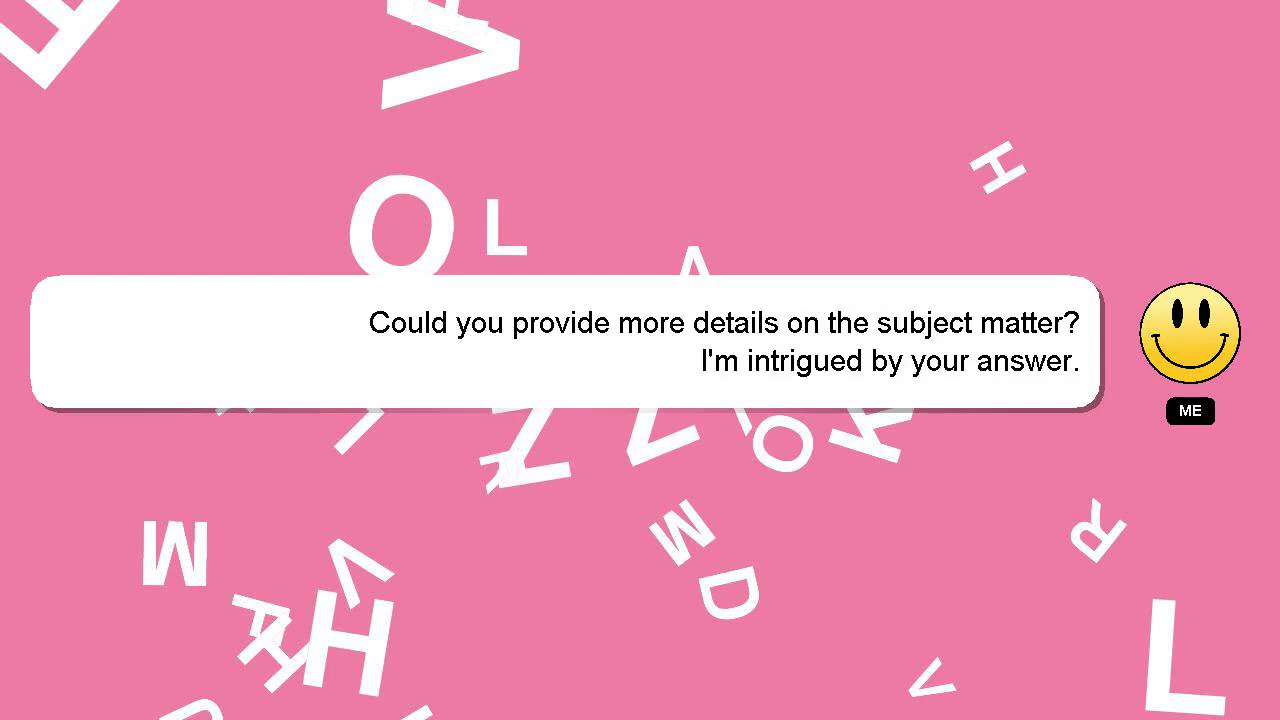 Could you provide more details on the subject matter?
I'm intrigued by your answer.
ME
E
V
O
L
H
A
L
Z
Z
O
K
M
V
M
D
R
H
H
L
V